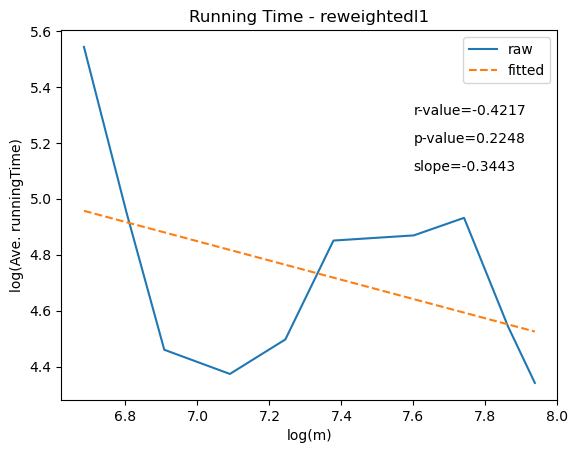 Running Time - reweightedl1
raw
fitted
r-value=-0.4217
p-value=0.2248
slope=-0.3443
log(Ave. runningTime)
5.6
5.4
5.2
5.0
4.8
4.6
4.4
6.8 7.0 7.2 7.4 7.6 7.8 8.0
log(m)